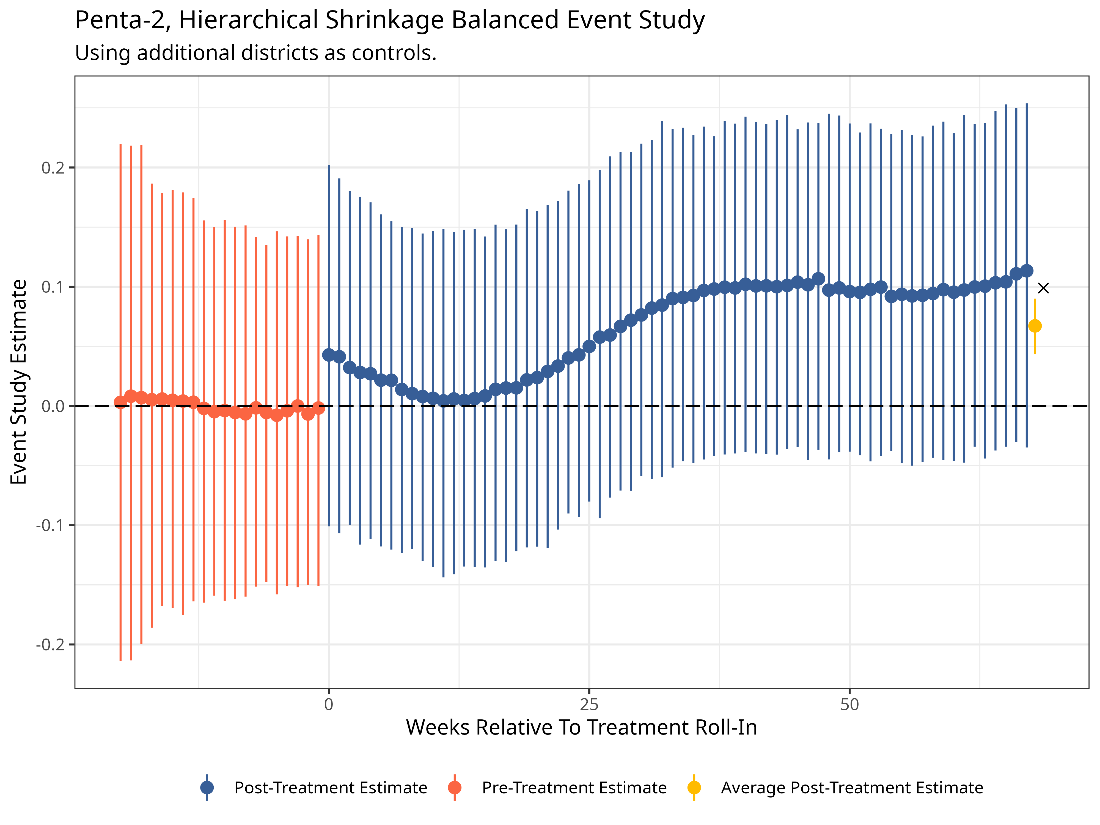 Penta-2, Hierarchical Shrinkage Balanced Event Study
Using additional districts as controls.
Event Study Estimate
0.2
0.1
0.0
-0.1
-0.2
0
25
50
Weeks Relative To Treatment Roll-In
Post-Treatment Estimate
Pre-Treatment Estimate
Average Post-Treatment Estimate